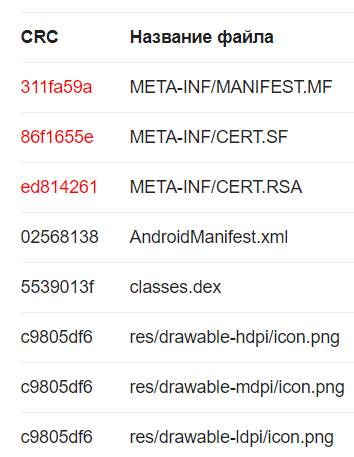 CRC Название файла
311fa59a META-INF/MANIFEST.MF
86f1655e META-INF/CERT.SF
ed814261 META-INF/CERT.RSA
02568138 AndroidManifest.xml
5539013f classes.dex
c9805df6 res/drawable-hdpi/icon.png
c9805df6 res/drawable-mdpi/icon.png
c9805df6 res/drawable-ldpi/icon.png